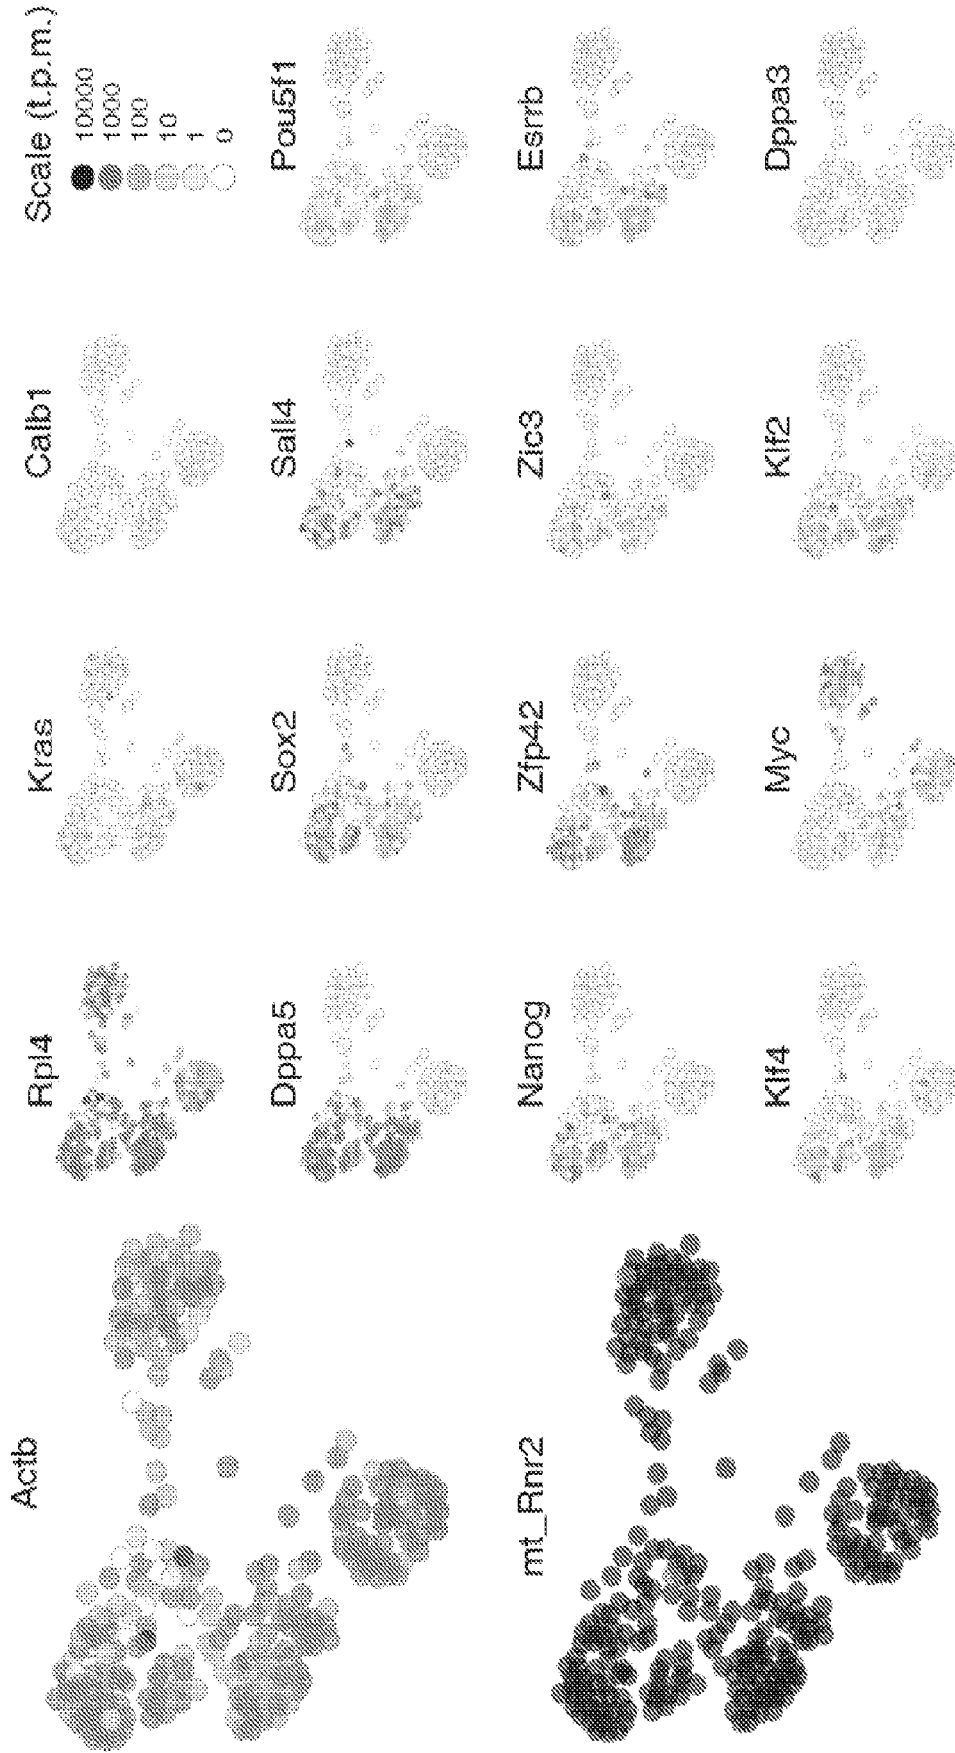 Actb
Rpl4
Kras
Calb1
Scale (t.p.m.)
10000
1000
100
10
1
0
Dppa5
Sox2
Sall4
Pou5f1
mt_Rnr2
Nanog
Zfp42
Zic3
Esrrb
Klf4
Myc
Klf2
Dppa3